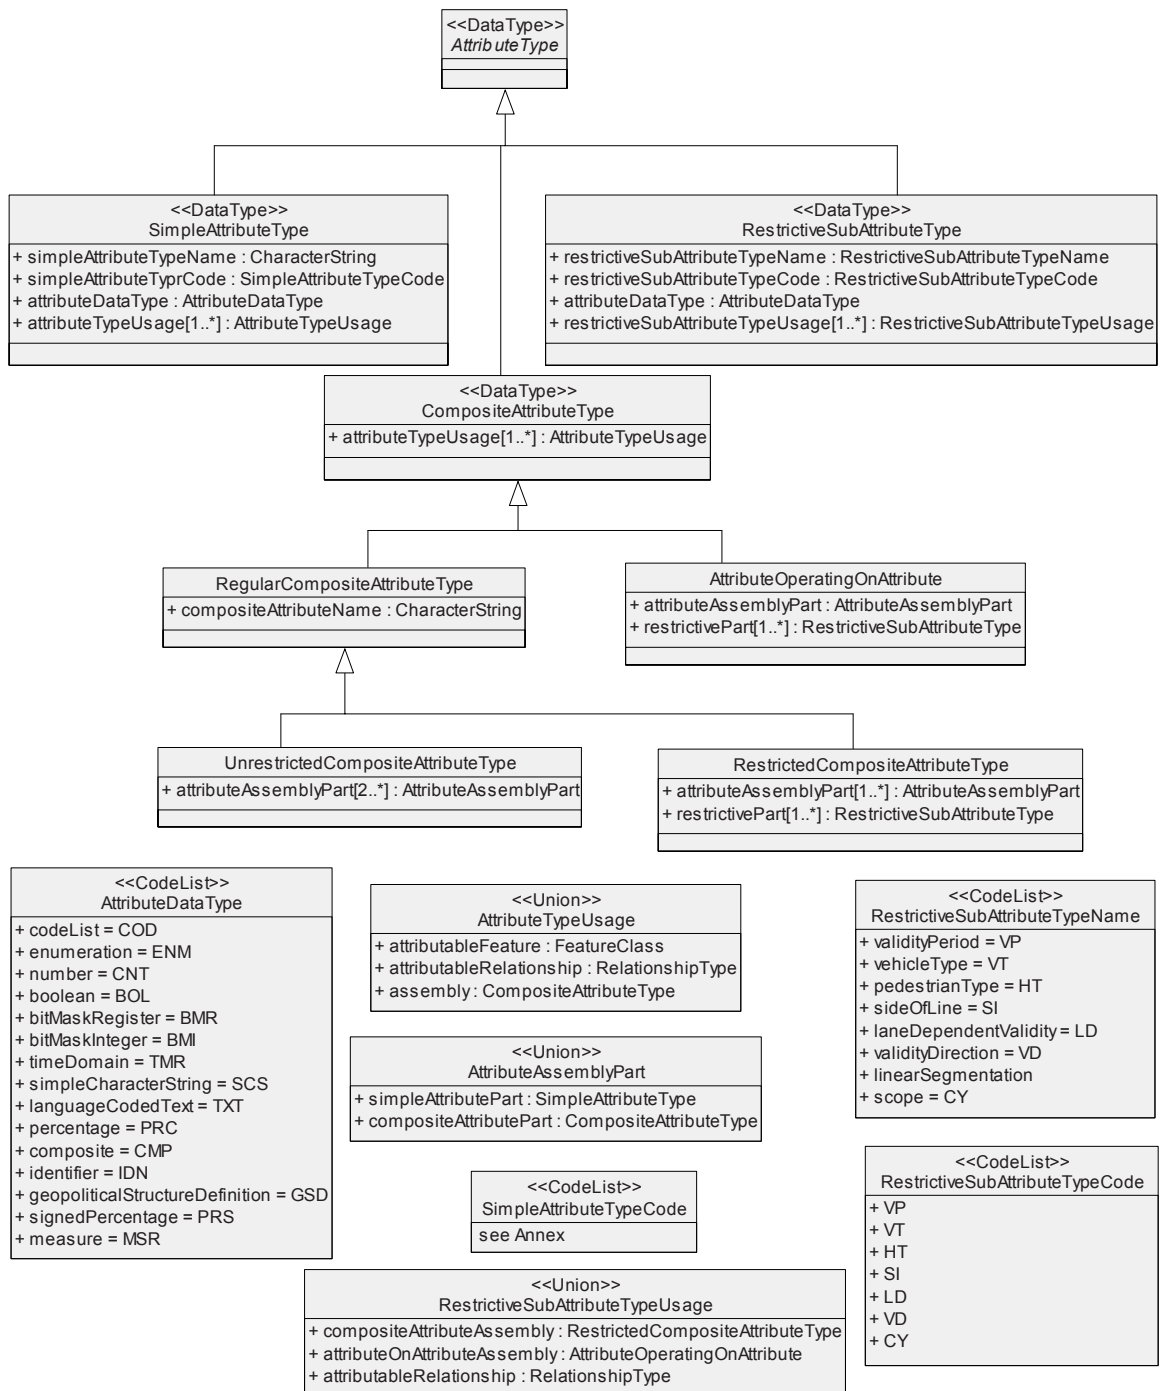 <<DataType>>
AttributeType
<<DataType>>
SimpleAttributeType
+ simpleAttributeTypeName : CharacterString
+ simpleAttributeTyprCode : SimpleAttributeTypeCode
+ attributeDataType : AttributeDataType
+ attributeTypeUsage[1..*] : AttributeTypeUsage
<<DataType>>
RestrictiveSubAttributeType
+ restrictiveSubAttributeTypeName : RestrictiveSubAttributeTypeName
+ restrictiveSubAttributeTypeCode : RestrictiveSubAttributeTypeCode
+ attributeDataType : AttributeDataType
+ restrictiveSubAttributeTypeUsage[1..*] : RestrictiveSubAttributeTypeUsage
<<DataType>>
CompositeAttributeType
+ attributeTypeUsage[1..*] : AttributeTypeUsage
RegularCompositeAttributeType
+ compositeAttributeName : CharacterString
AttributeOperatingOnAttribute
+ attributeAssemblyPart : AttributeAssemblyPart
+ restrictivePart[1..*] : RestrictiveSubAttributeType
UnrestrictedCompositeAttributeType
+ attributeAssemblyPart[2..*] : AttributeAssemblyPart
RestrictedCompositeAttributeType
+ attributeAssemblyPart[1..*] : AttributeAssemblyPart
+ restrictivePart[1..*] : RestrictiveSubAttributeType
<<CodeList>>
AttributeDataType
+ codeList = COD
+ enumeration = ENM
+ number = CNT
+ boolean = BOL
+ bitMaskRegister = BMR
+ bitMaskInteger = BMI
+ timeDomain = TMR
+ simpleCharacterString = SCS
+ languageCodedText = TXT
+ percentage = PRC
+ composite = CMP
+ identifier = IDN
+ geopoliticalStructureDefinition = GSD
+ signedPercentage = PRS
+ measure = MSR
<<Union>>
AttributeTypeUsage
+ attributableFeature : FeatureClass
+ attributableRelationship : RelationshipType
+ assembly : CompositeAttributeType
<<Union>>
AttributeAssemblyPart
+ simpleAttributePart : SimpleAttributeType
+ compositeAttributePart : CompositeAttributeType
<<CodeList>>
SimpleAttributeTypeCode
see Annex
<<Union>>
RestrictiveSubAttributeTypeUsage
+ compositeAttributeAssembly : RestrictedCompositeAttributeType
+ attributeOnAttributeAssembly : AttributeOperatingOnAttribute
+ attributableRelationship : RelationshipType
<<CodeList>>
RestrictiveSubAttributeTypeName
+ validityPeriod = VP
+ vehicleType = VT
+ pedestrianType = HT
+ sideOfLine = SI
+ laneDependentValidity = LD
+ validityDirection = VD
+ linearSegmentation
+ scope = CY
<<CodeList>>
RestrictiveSubAttributeTypeCode
+ VP
+ VT
+ HT
+ SI
+ LD
+ VD
+ CY